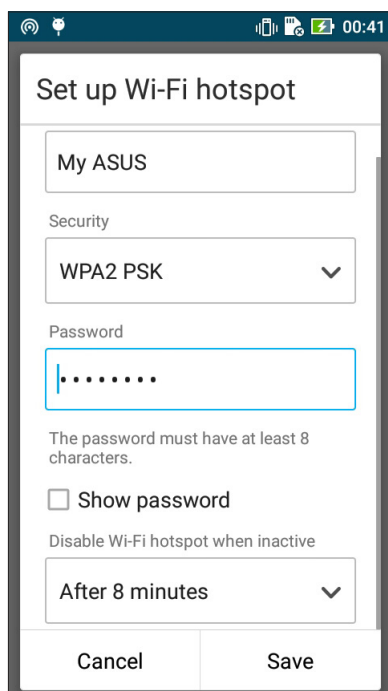 00:41
Set up Wi-Fi hotspot
My ASUS
Security
WPA2 PSK
Password
••••••••
The password must have at least 8
characters.
Show password
Disable Wi-Fi hotspot when inactive
After 8 minutes
Cancel Save